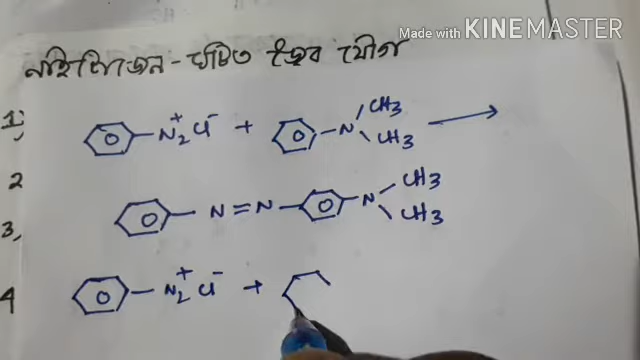 Made with KINEMASTER
নাইট্রোজেন-ঘটিত জৈব যৌগ
1; N₂⁺Cl⁻ + N CH₃ CH₃ ⟶
2
3, N=N N CH₃ CH₃
4 N₂⁺Cl⁻ +